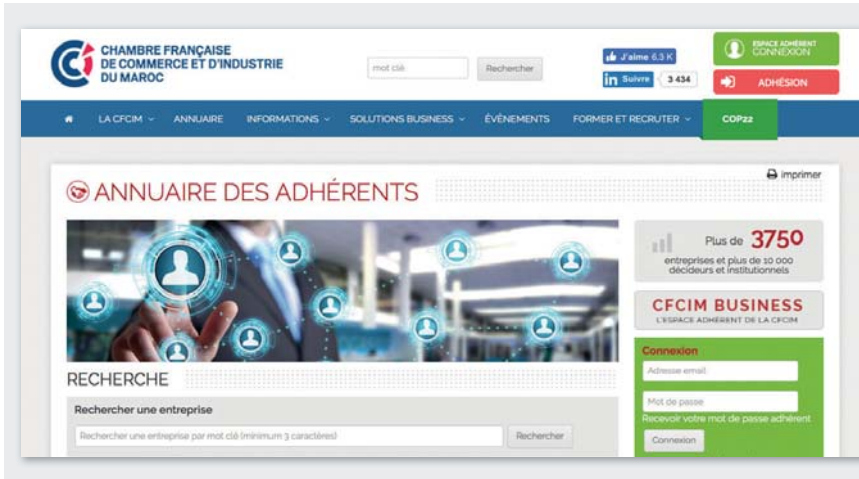 CHAMBRE FRANÇAISE
DE COMMERCE ET D'INDUSTRIE
DU MAROC
mot clé
Rechercher
J'aime 6.3 K
in Suivre 3 434
ESPACE ADHÉRENT
CONNEXION
ADHÉSION
LA CFCIM
ANNUAIRE
INFORMATIONS
SOLUTIONS BUSINESS
ÉVÈNEMENTS
FORMER ET RECRUTER
COP22
imprimer
ANNUAIRE DES ADHÉRENTS
Plus de 3750
entreprises et plus de 10 000
décideurs et institutionnels
CFCIM BUSINESS
L'ESPACE ADHÉRENT DE LA CFCIM
Connexion
Adresse email
Mot de passe
Recevoir votre mot de passe adhérent
Connexion
RECHERCHE
Rechercher une entreprise
Rechercher une entreprise par mot clé (minimum 3 caractères)
Rechercher